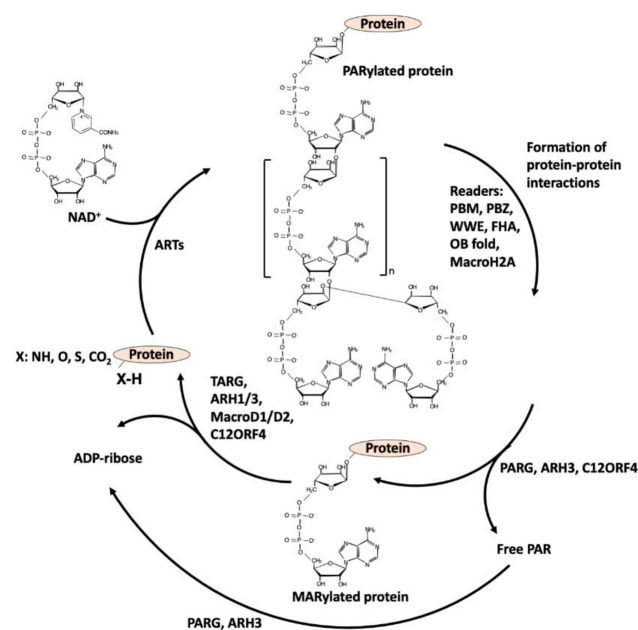 Protein
PARylated protein
NAD⁺
ARTs
Formation of
protein-protein
interactions
Readers:
PBM, PBZ,
WWE, FHA,
OB fold,
MacroH2A
n
X: NH, O, S, CO₂
Protein
X-H
TARG,
ARH1/3,
MacroD1/D2,
C12ORF4
ADP-ribose
Protein
PARG, ARH3, C12ORF4
Free PAR
MARylated protein
PARG, ARH3